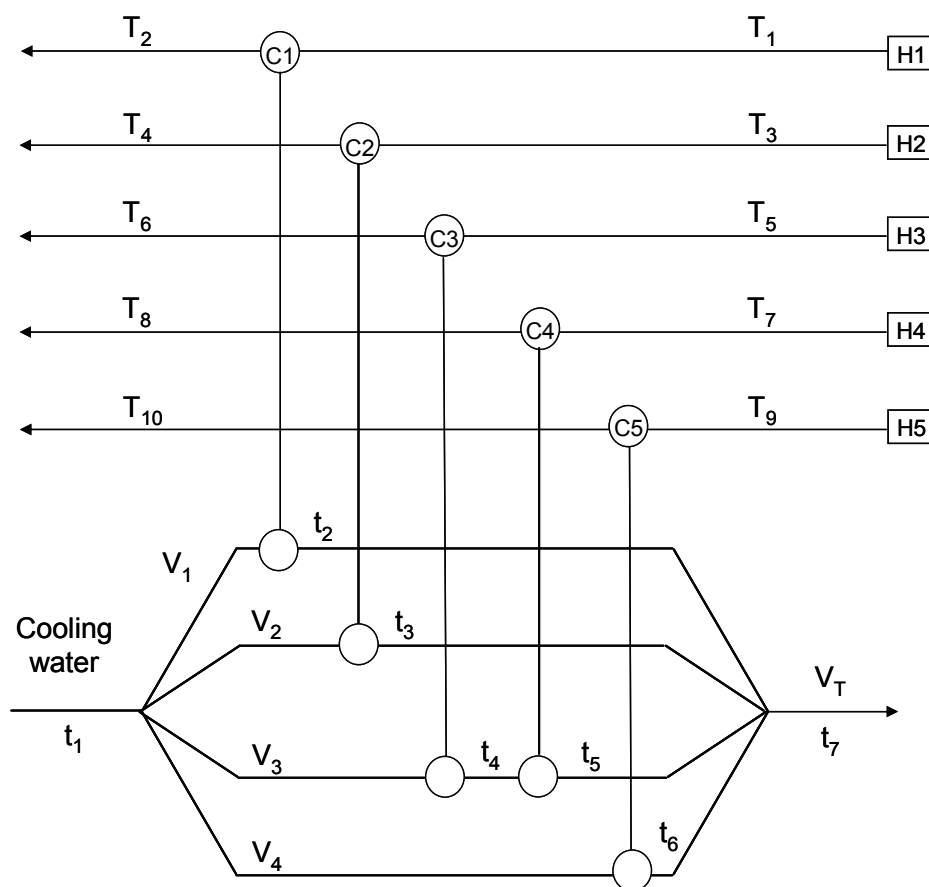 T₂ C1 T₁ H1
T₄ C2 T₃ H2
T₆ C3 T₅ H3
T₈ C4 T₇ H4
T₁₀ C5 T₉ H5
t₂
V₁
Cooling
water
V₂ t₃
V_T
t₁
t₇
V₃ t₄ t₅
V₄ t₆